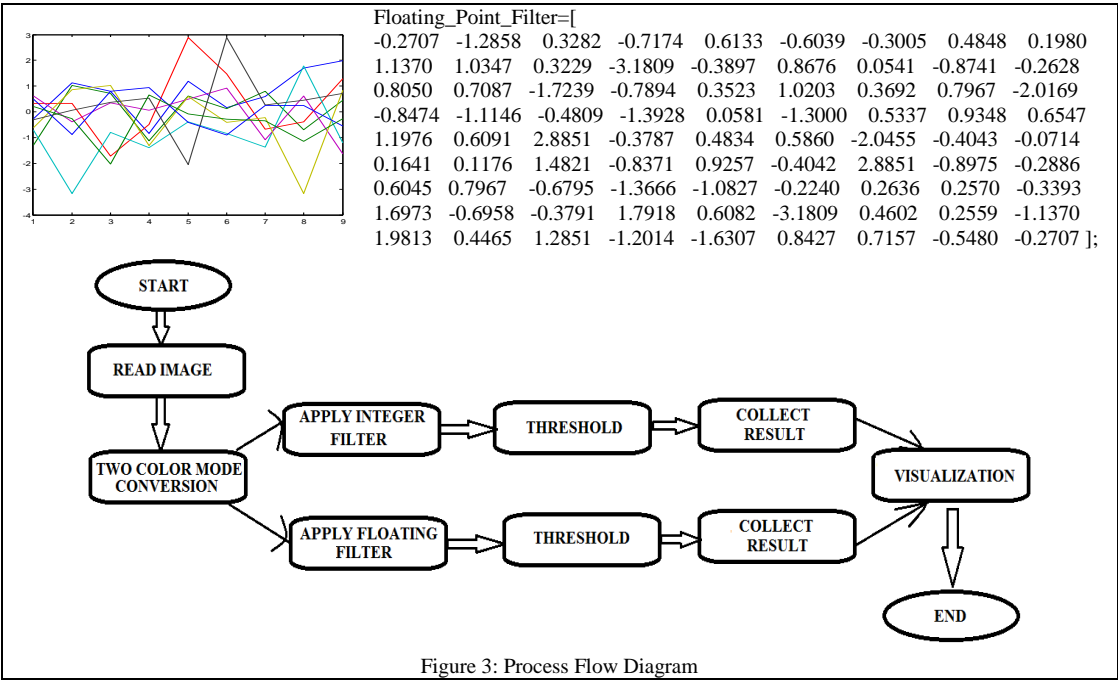 Floating_Point_Filter=[
-0.2707 -1.2858 0.3282 -0.7174 0.6133 -0.6039 -0.3005 0.4848 0.1980
1.1370 1.0347 0.3229 -3.1809 -0.3897 0.8676 0.0541 -0.8741 -0.2628
0.8050 0.7087 -1.7239 -0.7894 0.3523 1.0203 0.3692 0.7967 -2.0169
-0.8474 -1.1146 -0.4809 -1.3928 0.0581 -1.3000 0.5337 0.9348 0.6547
1.1976 0.6091 2.8851 -0.3787 0.4834 0.5860 -2.0455 -0.4043 -0.0714
0.1641 0.1176 1.4821 -0.8371 0.9257 -0.4042 2.8851 -0.8975 -0.2886
0.6045 0.7967 -0.6795 -1.3666 -1.0827 -0.2240 0.2636 0.2570 -0.3393
1.6973 -0.6958 -0.3791 1.7918 0.6082 -3.1809 0.4602 0.2559 -1.1370
1.9813 0.4465 1.2851 -1.2014 -1.6307 0.8427 0.7157 -0.5480 -0.2707 ];
3
2
1
0
-1
-2
-3
-4
1 2 3 4 5 6 7 8 9
START
READ IMAGE
TWO COLOR MODE
CONVERSION
APPLY INTEGER
FILTER
THRESHOLD
COLLECT
RESULT
APPLY FLOATING
FILTER
THRESHOLD
COLLECT
RESULT
VISUALIZATION
END
Figure 3: Process Flow Diagram